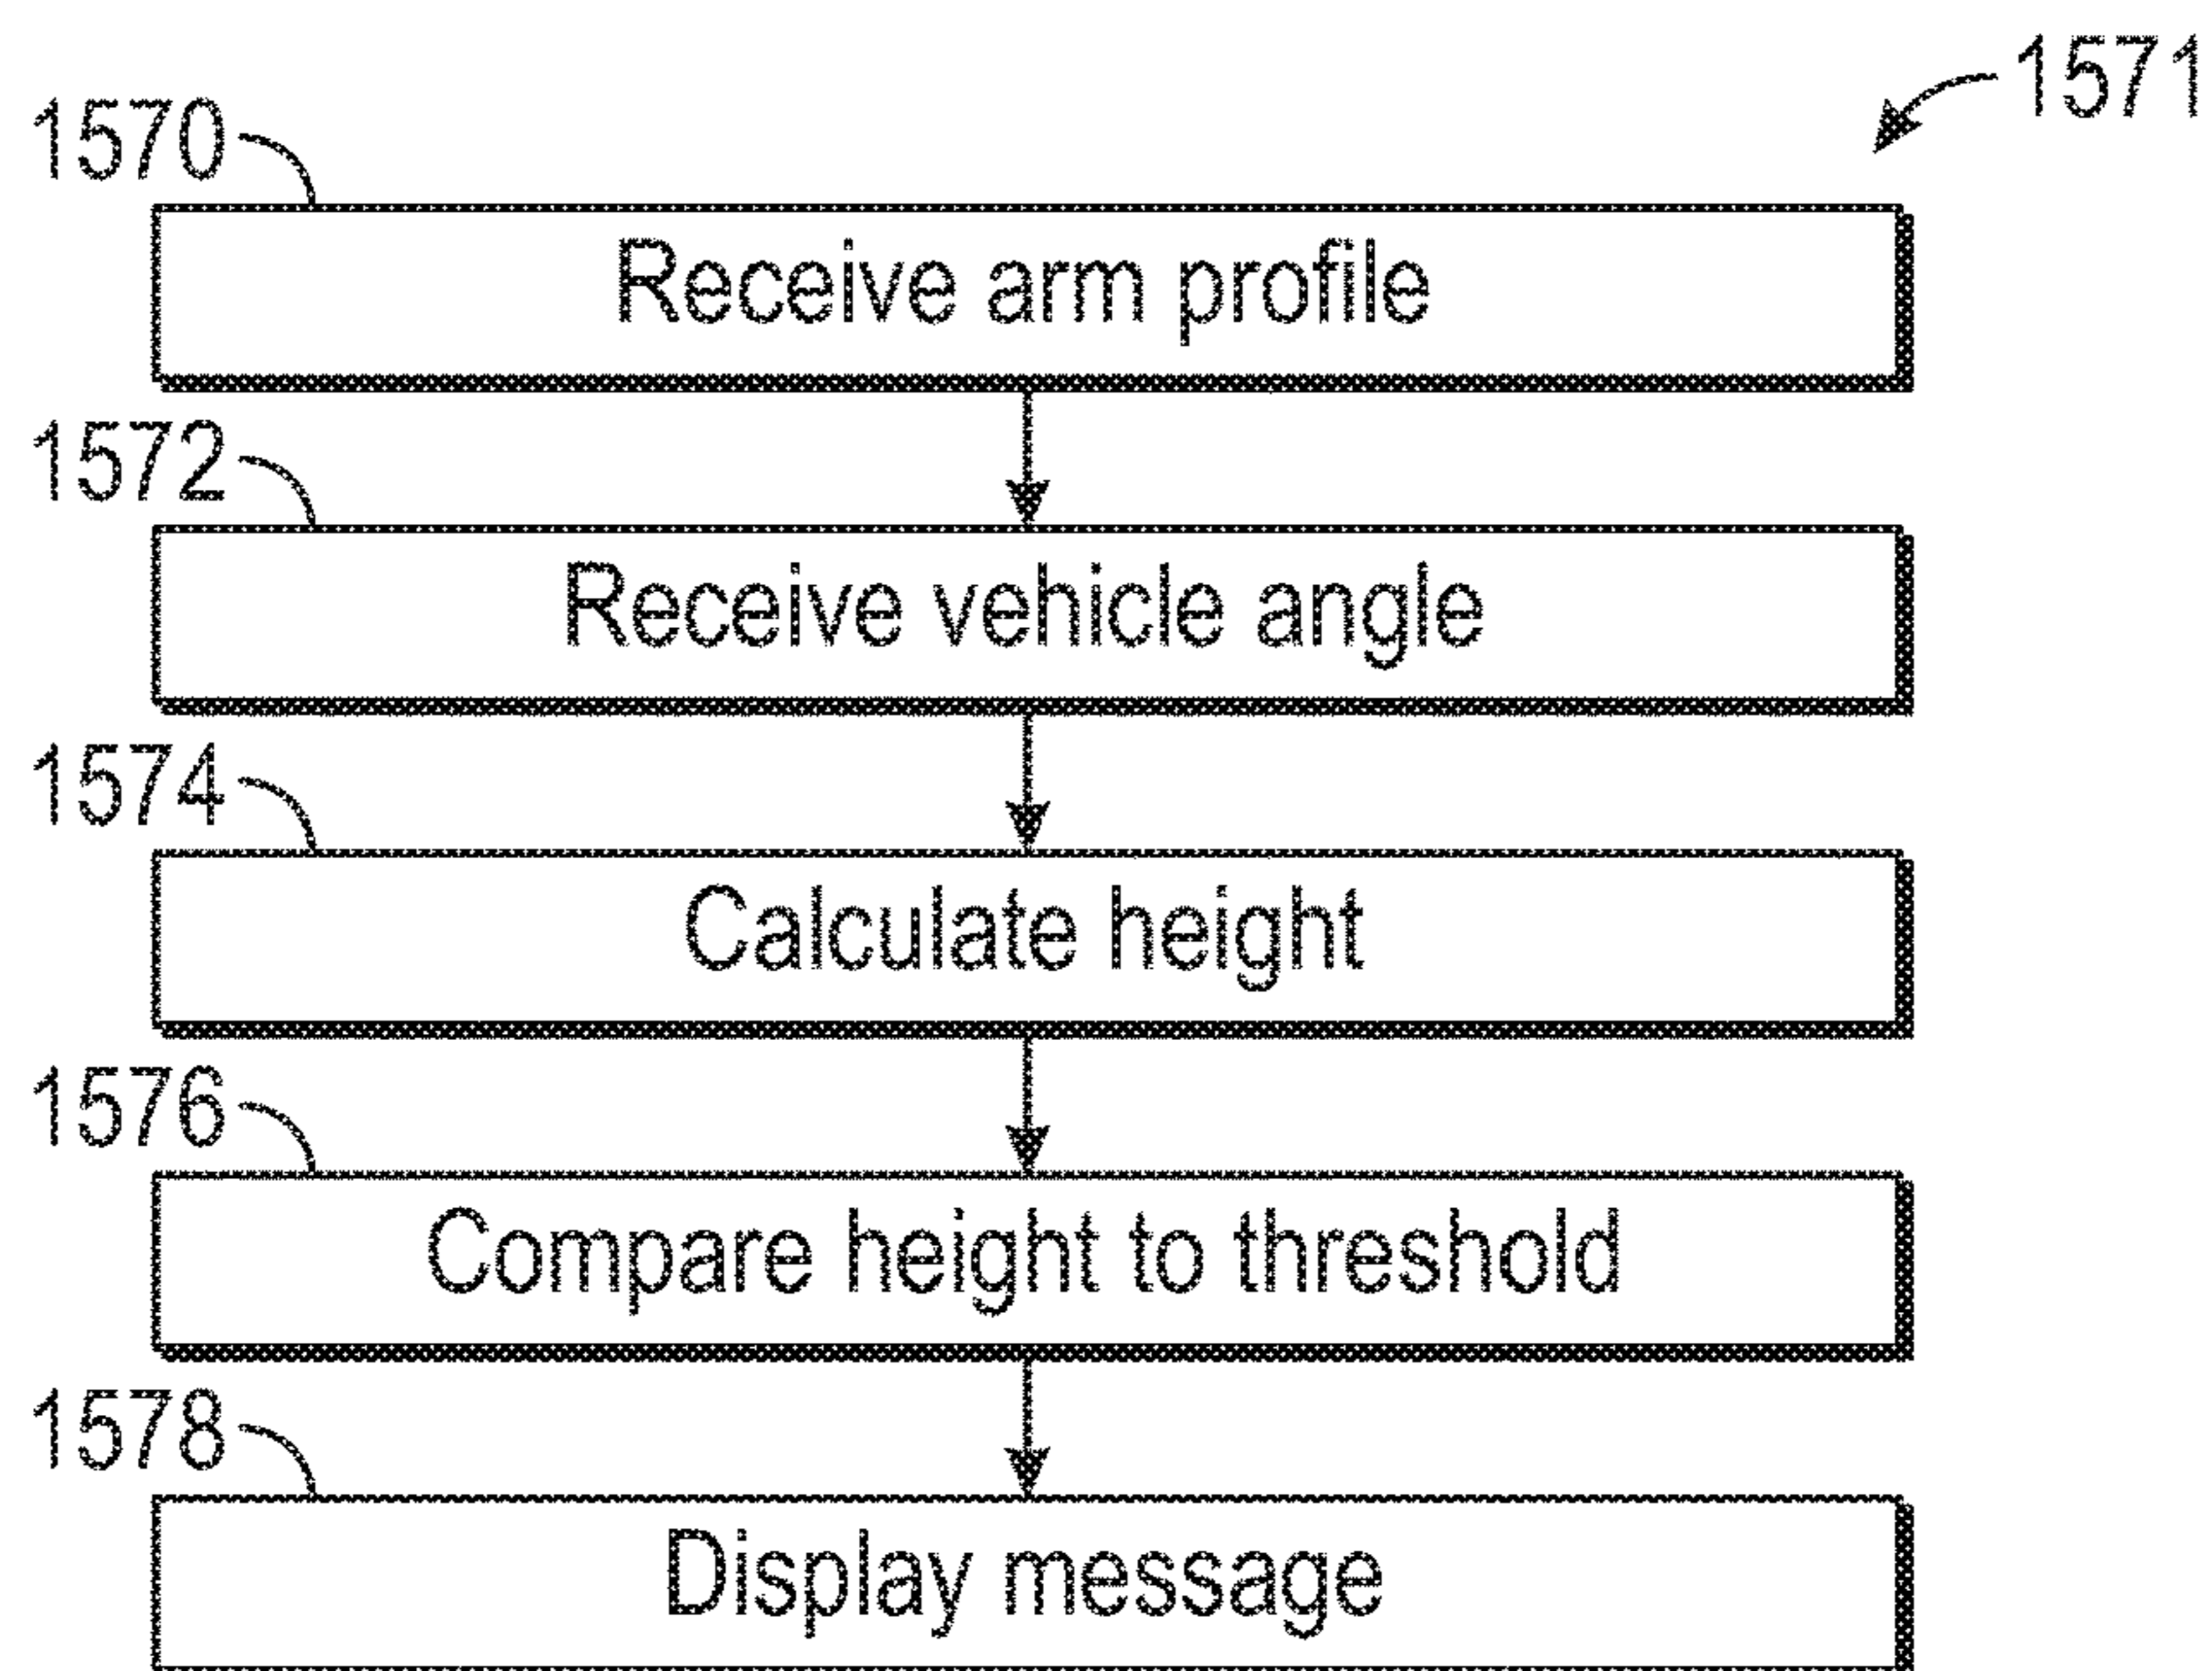 1571
1570
Receive arm profile
1572
Receive vehicle angle
1574
Calculate height
1576
Compare height to threshold
1578
Display message